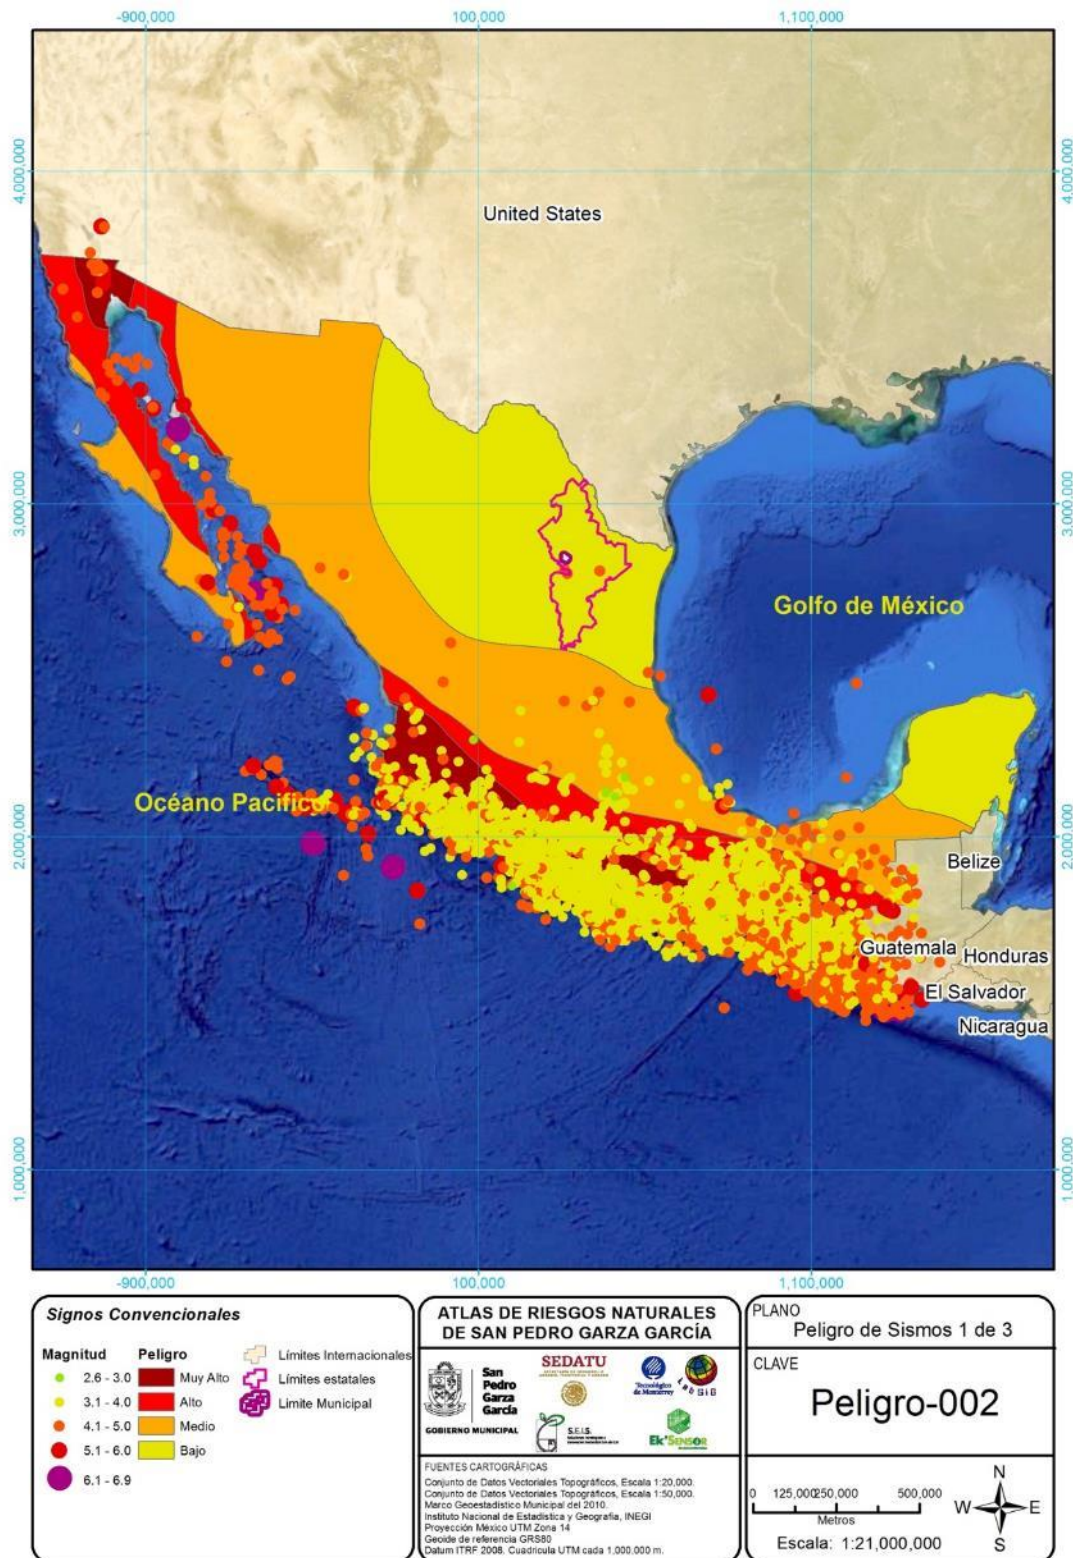 -900,000
100,000
1,100,000
4,000,000
4,000,000
United States
3,000,000
3,000,000
Golfo de México
Océano Pacifico
2,000,000
2,000,000
Belize
Guatemala
Honduras
El Salvador
Nicaragua
1,000,000
1,000,000
-900,000
100,000
1,100,000
Signos Convencionales
Magnitud
2.6 - 3.0
3.1 - 4.0
4.1 - 5.0
5.1 - 6.0
6.1 - 6.9
Peligro
Muy Alto
Alto
Medio
Bajo
Límites Internacionales
Límites estatales
Limite Municipal
ATLAS DE RIESGOS NATURALES
DE SAN PEDRO GARZA GARCÍA
San
Pedro
Garza
García
GOBIERNO MUNICIPAL
SEDATU
Tecnológico
de Monterrey
LabSIG
S.E.I.S.
Ek'SENSOR
FUENTES CARTOGRÁFICAS
Conjunto de Datos Vectoriales Topográficos, Escala 1:20,000.
Conjunto de Datos Vectoriales Topográficos, Escala 1:50,000.
Marco Geoestadístico Municipal del 2010.
Instituto Nacional de Estadística y Geografía, INEGI
Proyección México UTM Zona 14
Geoide de referencia GRS80
Datum ITRF 2008. Cuadrícula UTM cada 1,000,000 m.
PLANO
Peligro de Sismos 1 de 3
CLAVE
Peligro-002
0 125,000 250,000 500,000
Metros
Escala: 1:21,000,000
N
W E
S